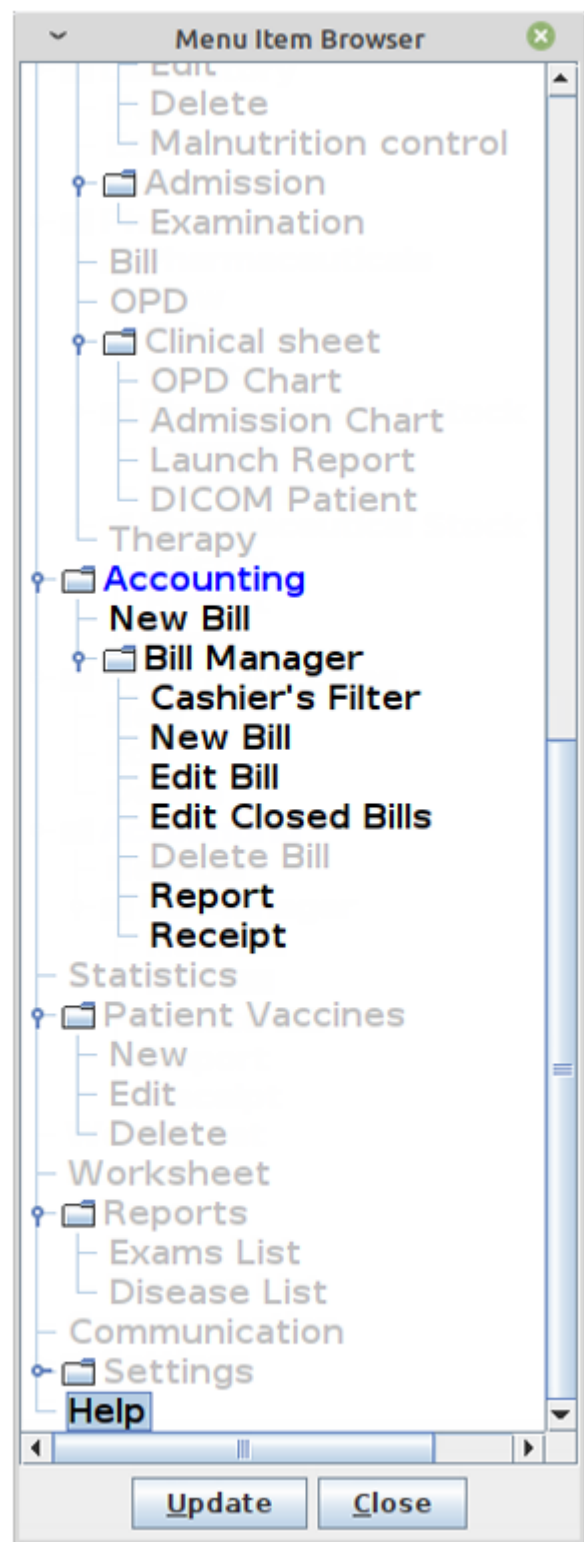 Menu Item Browser
Edit
Delete
Malnutrition control
Admission
Examination
Bill
OPD
Clinical sheet
OPD Chart
Admission Chart
Launch Report
DICOM Patient
Therapy
Accounting
New Bill
Bill Manager
Cashier's Filter
New Bill
Edit Bill
Edit Closed Bills
Delete Bill
Report
Receipt
Statistics
Patient Vaccines
New
Edit
Delete
Worksheet
Reports
Exams List
Disease List
Communication
Settings
Help
Update Close